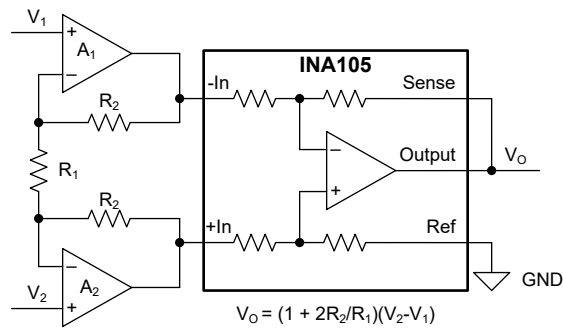 V1
A1
R2
R1
R2
V2
A2
INA105
-In
Sense
Output
VO
+In
Ref
GND
VO = (1 + 2R2/R1)(V2-V1)